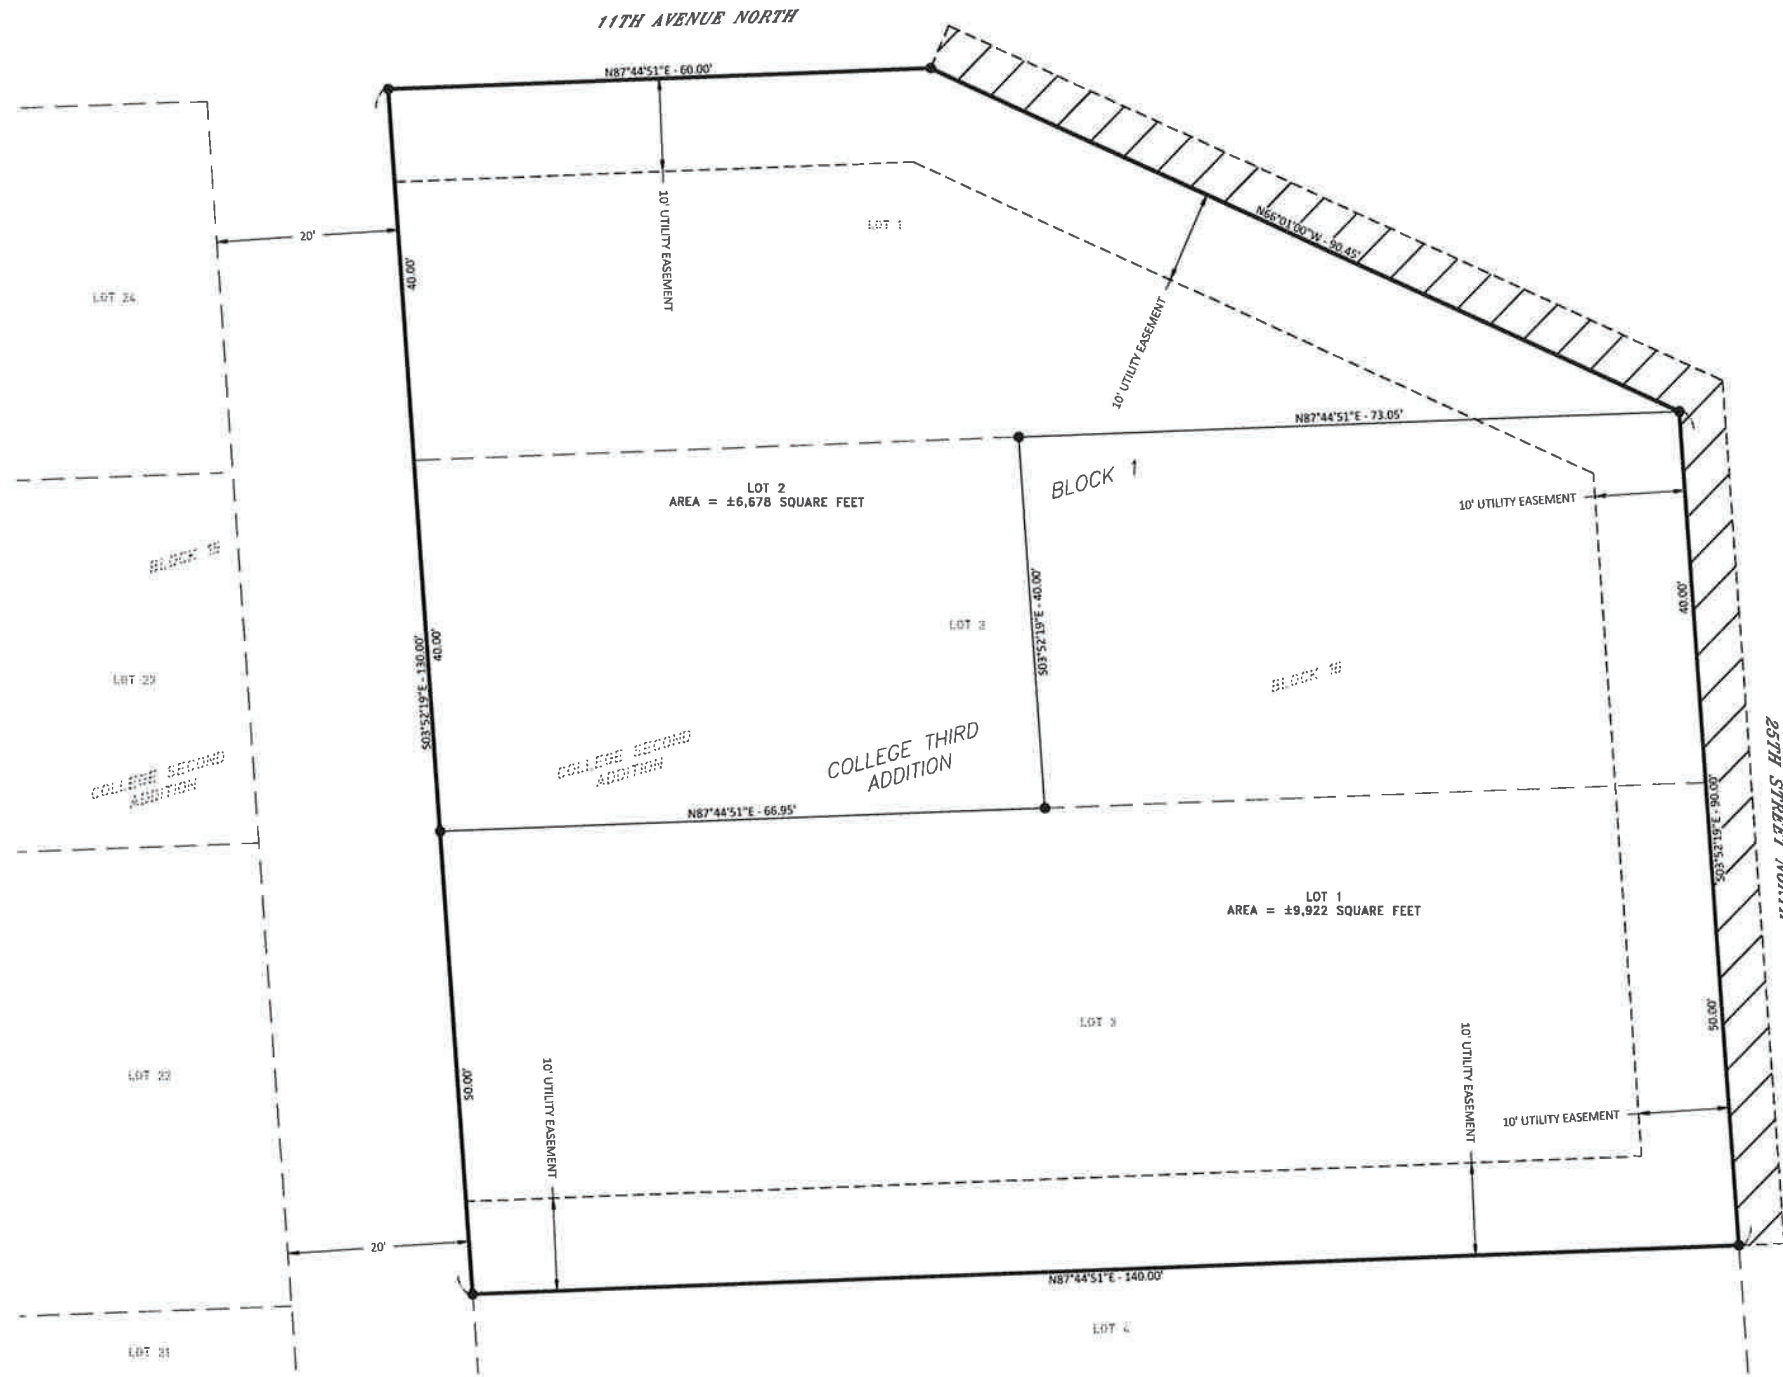 11TH AVENUE NORTH
N87°44'51"E - 60.00'
10' UTILITY EASEMENT
LOT 1
N66°01'00"W - 90.45'
20'
40.00'
LOT 24
10' UTILITY EASEMENT
N87°44'51"E - 73.05'
LOT 2
AREA = ±6,678 SQUARE FEET
BLOCK 1
10' UTILITY EASEMENT
BLOCK 16
S03°52'19"E - 40.00'
40.00'
LOT 2
S03°52'19"E - 130.00'
40.00'
LOT 23
BLOCK 16
COLLEGE SECOND
ADDITION
COLLEGE SECOND
ADDITION
COLLEGE THIRD
ADDITION
25TH STREET NORTH
N87°44'51"E - 66.95'
S03°52'19"E - 90.00'
LOT 1
AREA = ±9,922 SQUARE FEET
LOT 3
50.00'
LOT 22
50.00'
10' UTILITY EASEMENT
10' UTILITY EASEMENT
10' UTILITY EASEMENT
20'
N87°44'51"E - 140.00'
LOT 4
LOT 21